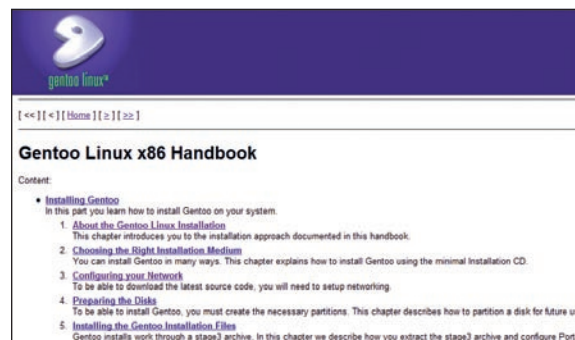 gentoo linux™
[ << ] [ < ] [ Home ] [ > ] [ >> ]
Gentoo Linux x86 Handbook
Content:
• Installing Gentoo
In this part you learn how to install Gentoo on your system.
1. About the Gentoo Linux Installation
This chapter introduces you to the installation approach documented in this handbook.
2. Choosing the Right Installation Medium
You can install Gentoo in many ways. This chapter explains how to install Gentoo using the minimal Installation CD.
3. Configuring your Network
To be able to download the latest source code, you will need to setup networking.
4. Preparing the Disks
To be able to install Gentoo, you must create the necessary partitions. This chapter describes how to partition a disk for future u
5. Installing the Gentoo Installation Files
Gentoo installs work through a stage3 archive. In this chapter we describe how you extract the stage3 archive and configure Port